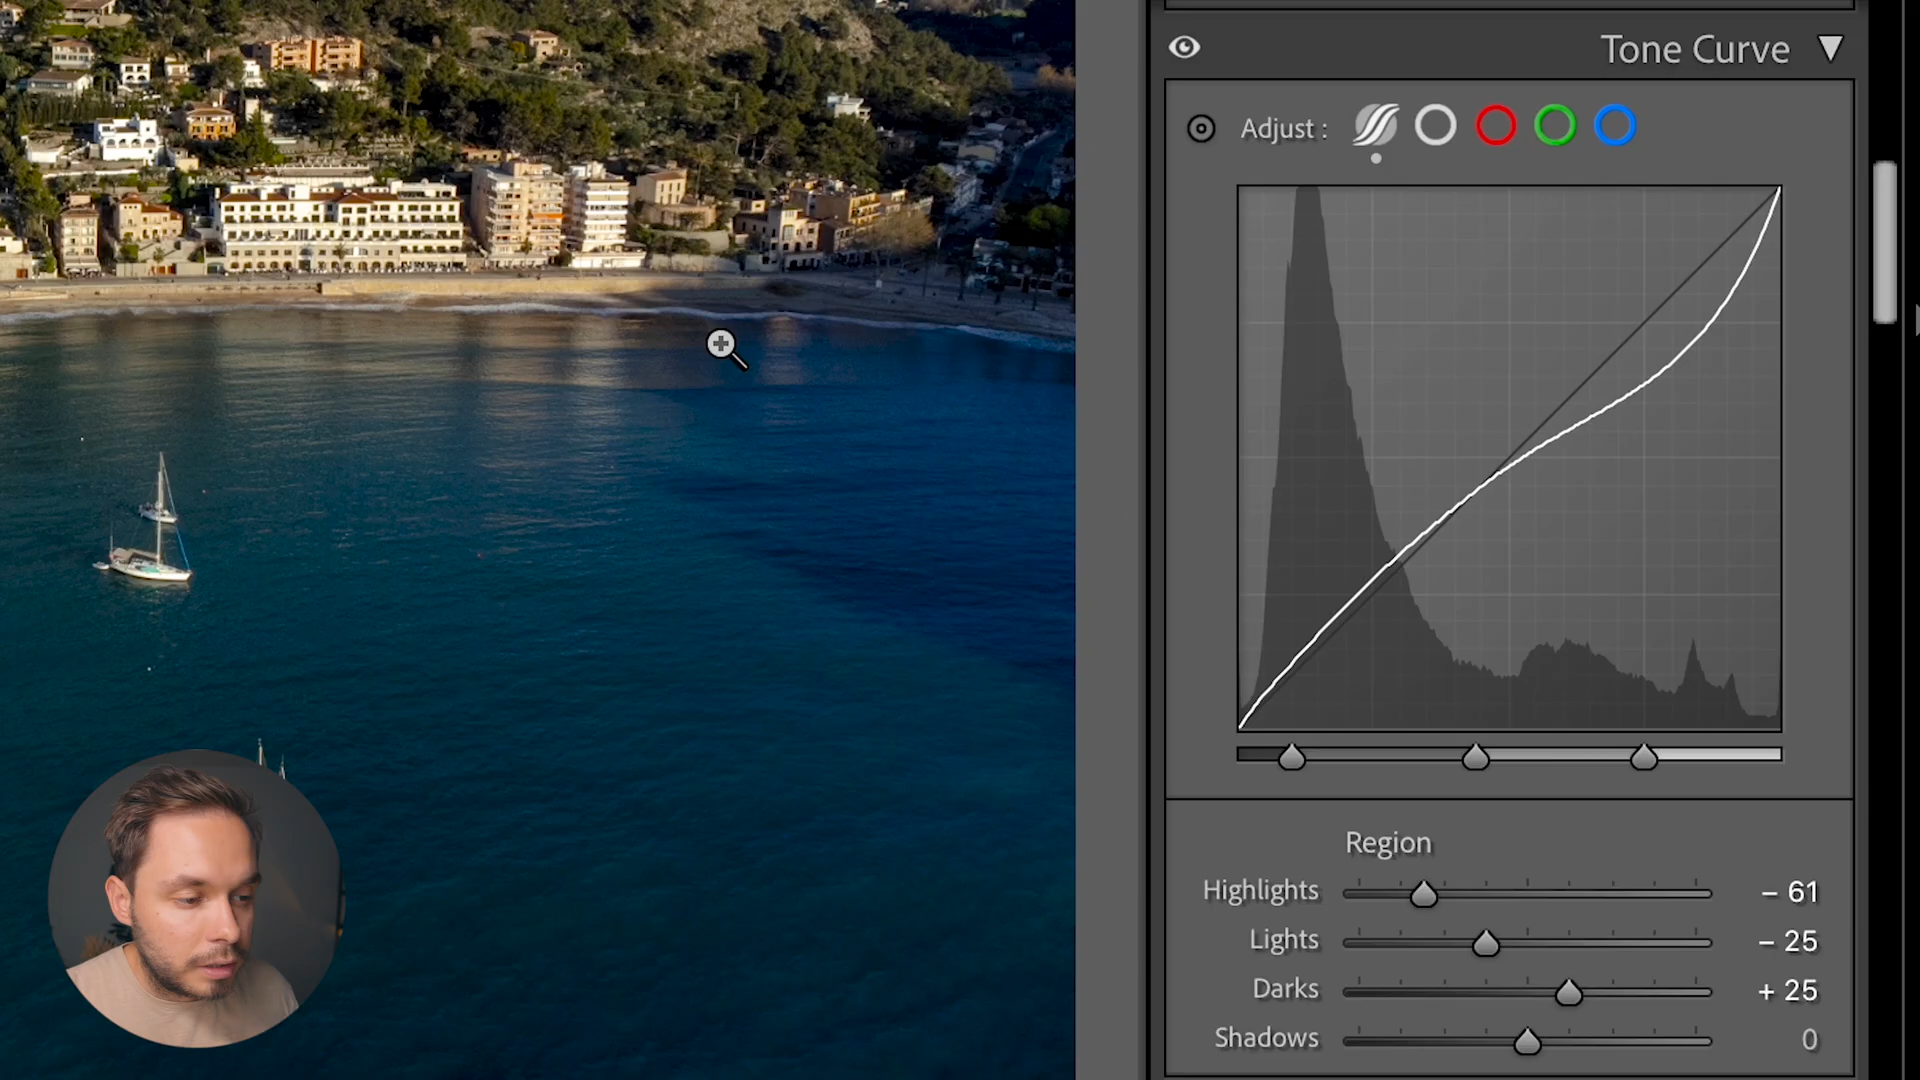 Tone Curve
Adjust :
Region
Highlights – 61
Lights – 25
Darks + 25
Shadows 0